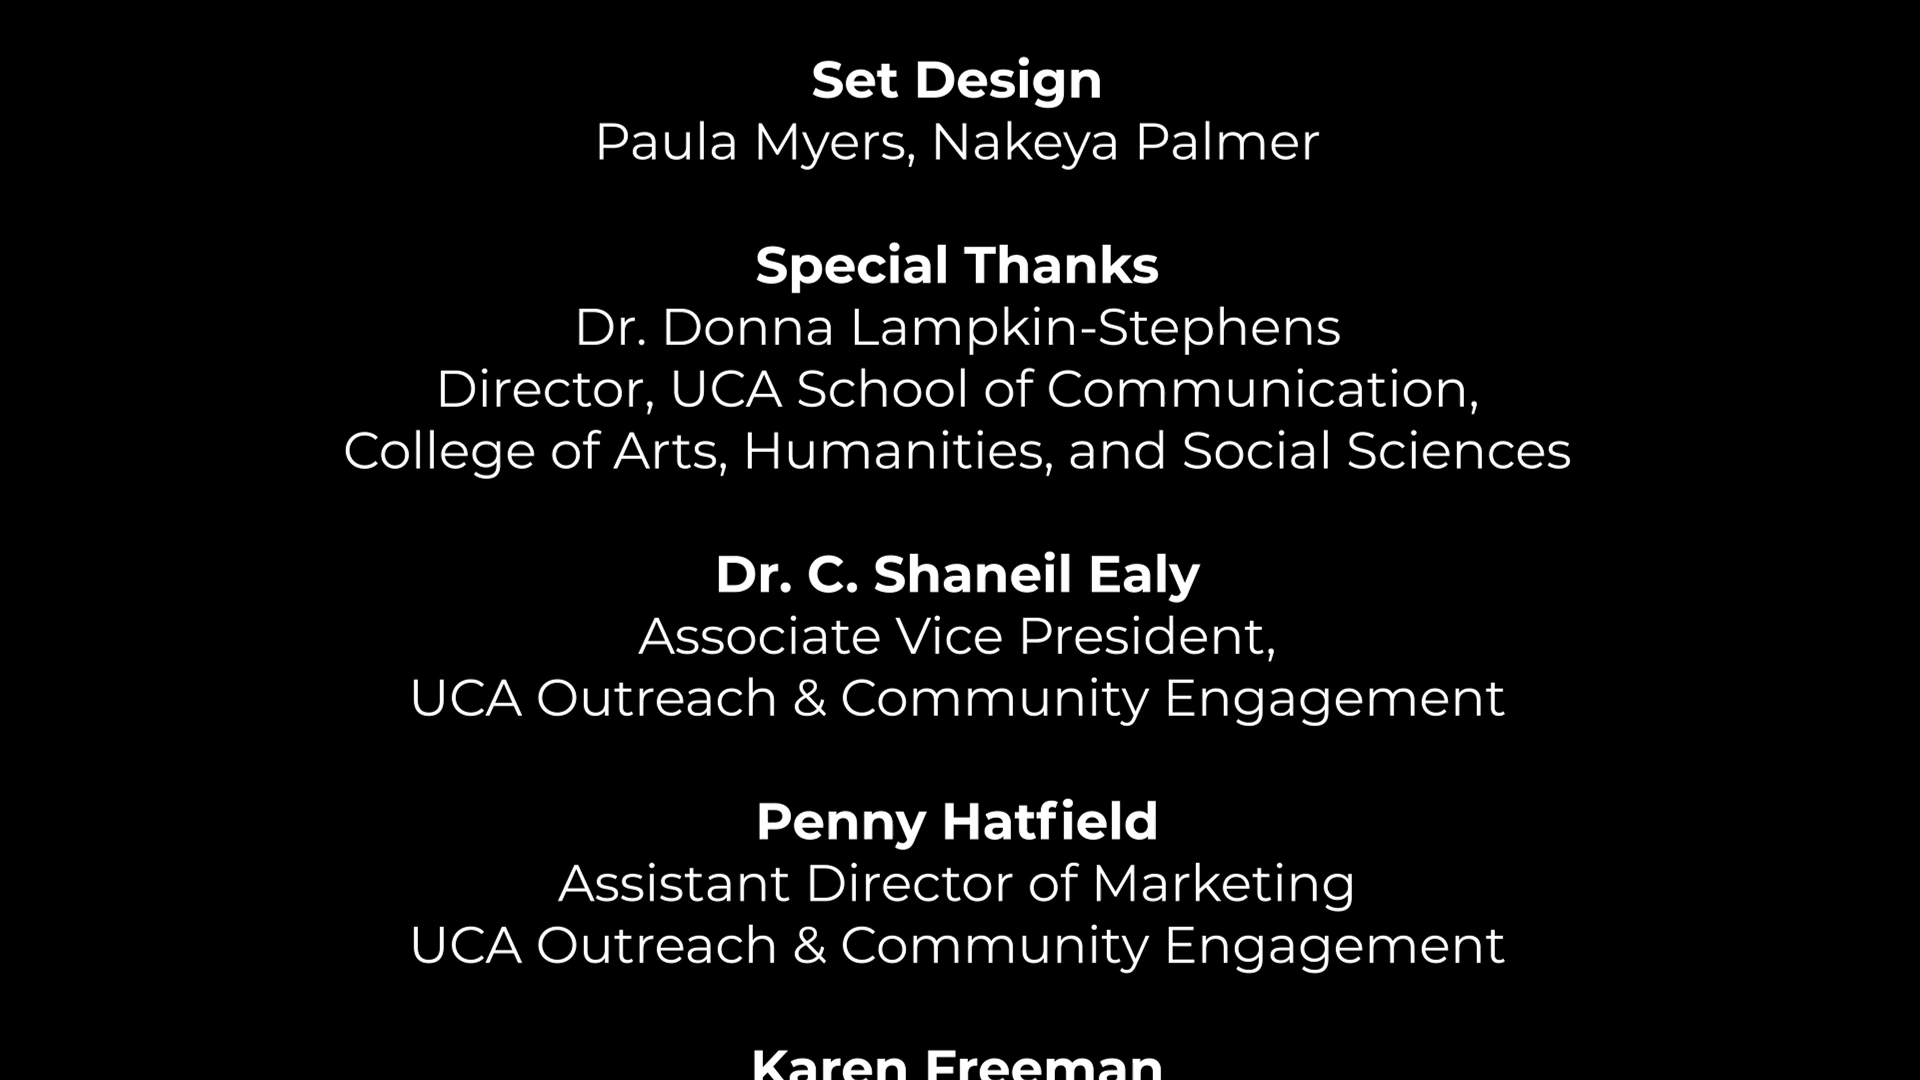 Set Design
Paula Myers, Nakeya Palmer
Special Thanks
Dr. Donna Lampkin-Stephens
Director, UCA School of Communication,
College of Arts, Humanities, and Social Sciences
Dr. C. Shaneil Ealy
Associate Vice President,
UCA Outreach & Community Engagement
Penny Hatfield
Assistant Director of Marketing
UCA Outreach & Community Engagement
Karen Freeman